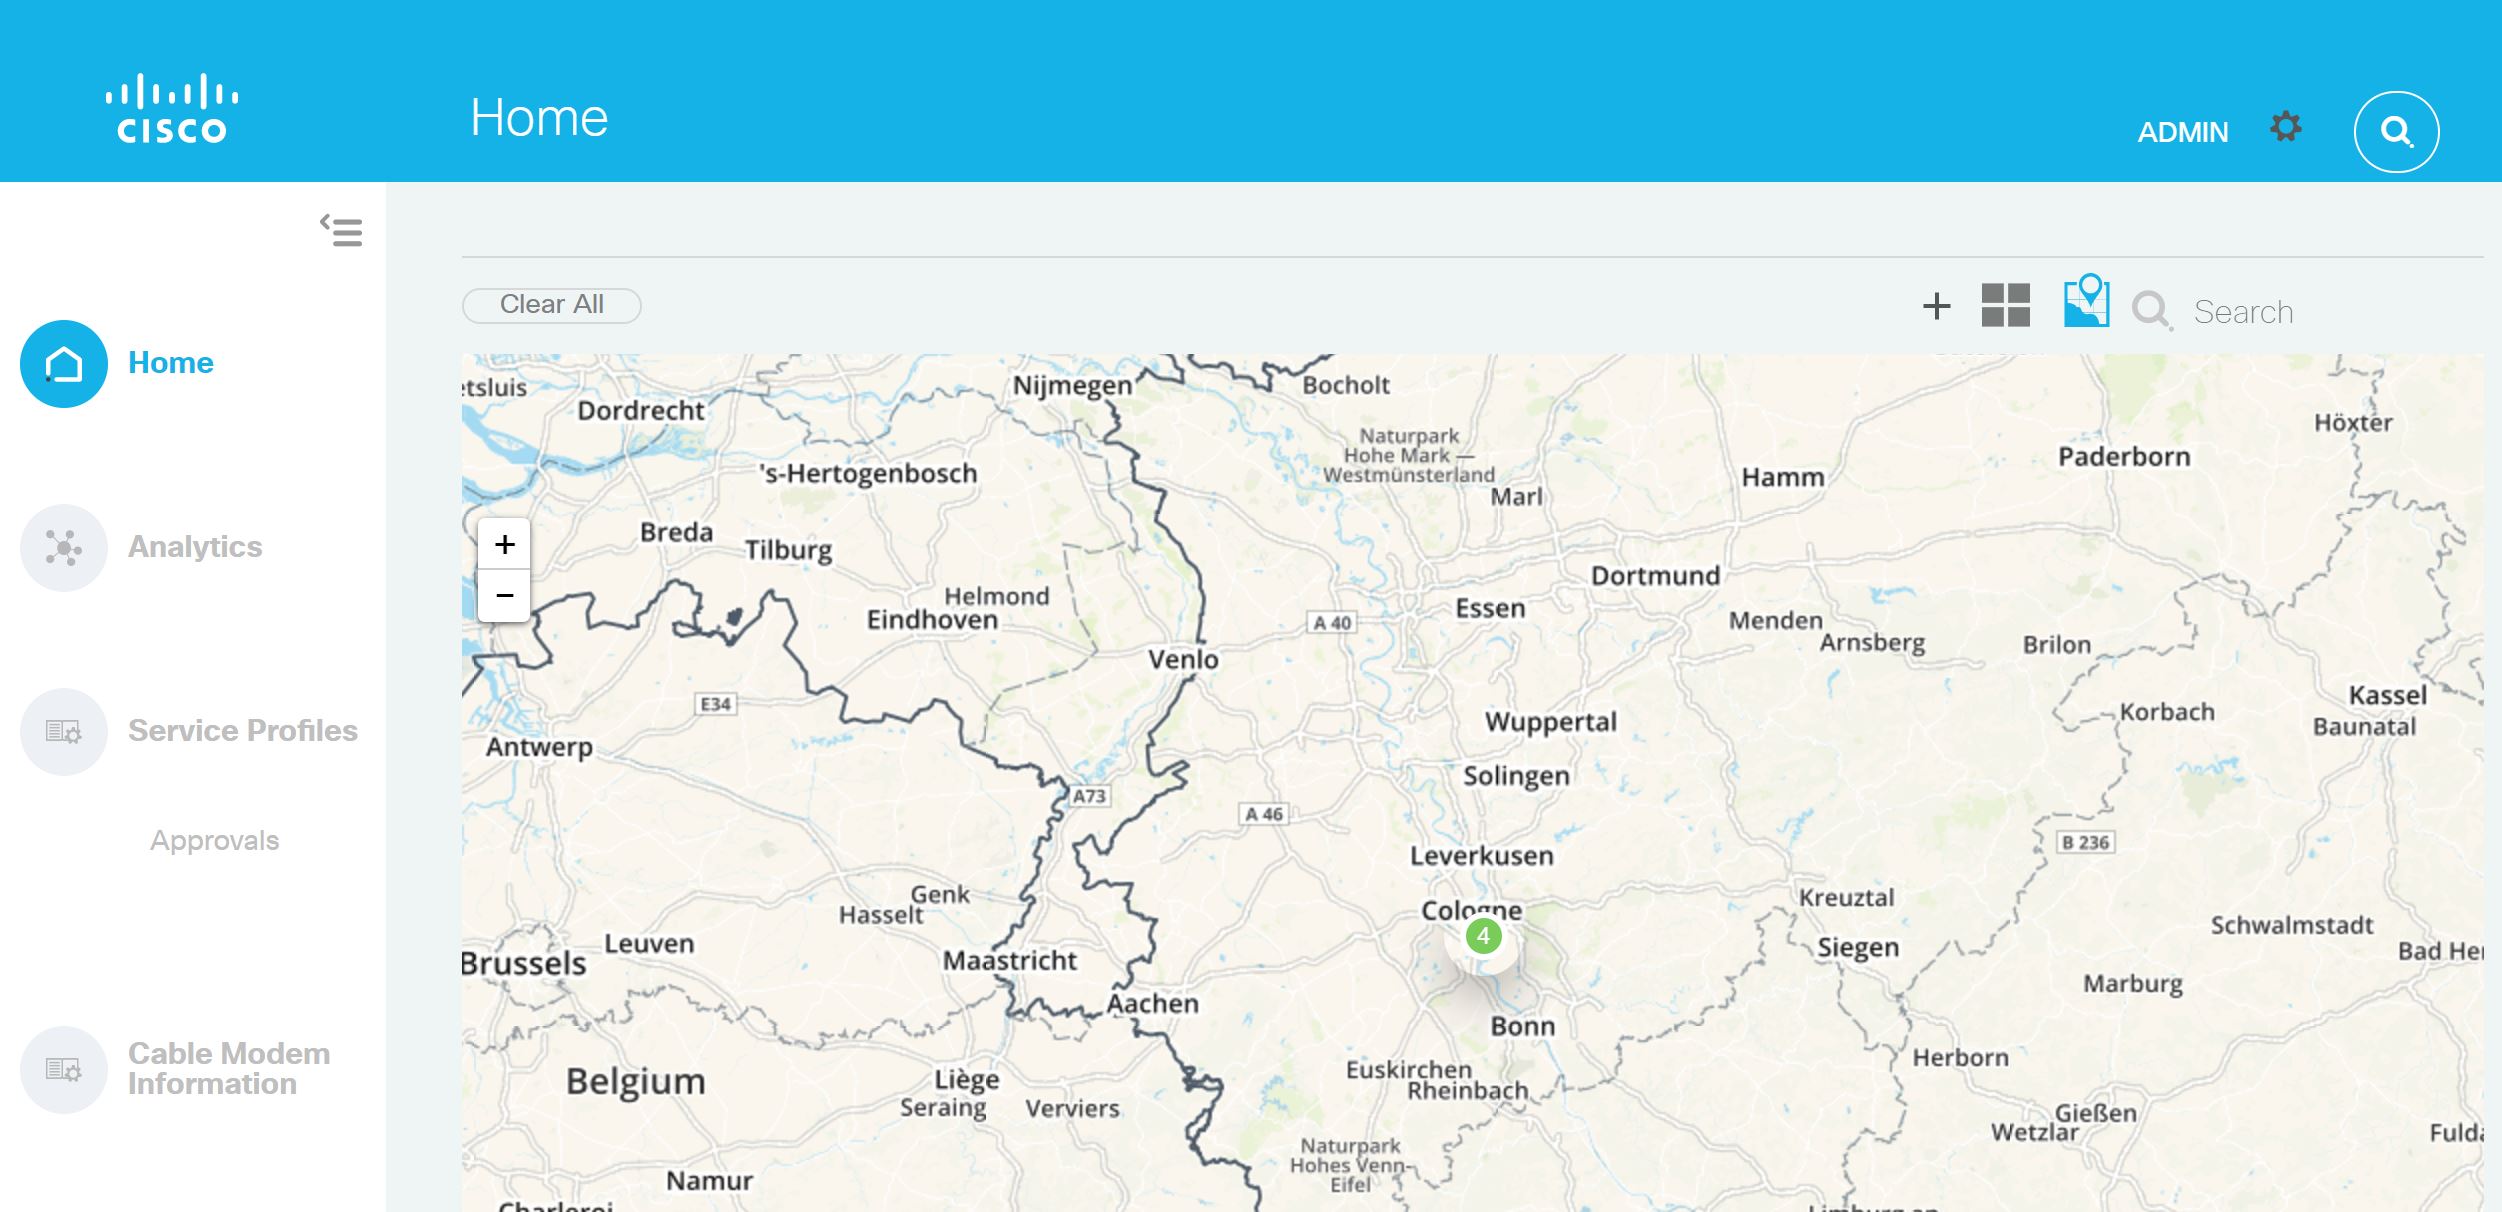 CISCO
Home
ADMIN
Clear All
Search
Home
Analytics
Service Profiles
Approvals
Cable Modem
Information
etsluis
Dordrecht
Nijmegen
Bocholt
Höxter
Naturpark
Hohe Mark —
Westmünsterland
's-Hertogenbosch
Marl
Hamm
Paderborn
Breda
Tilburg
+
−
Helmond
Eindhoven
Dortmund
Essen
A 40
Menden
Arnsberg
Brilon
Venlo
E34
Kassel
Baunatal
Korbach
Wuppertal
Antwerp
Solingen
A73
A 46
B 236
Leverkusen
Genk
Hasselt
Kreuztal
Cologne
4
Schwalmstadt
Leuven
Brussels
Maastricht
Siegen
Bad Her
Marburg
Aachen
Bonn
Herborn
Belgium
Liège
Seraing
Verviers
Euskirchen
Rheinbach
Gießen
Wetzlar
Fulda
Naturpark
Hohes Venn-
Eifel
Namur